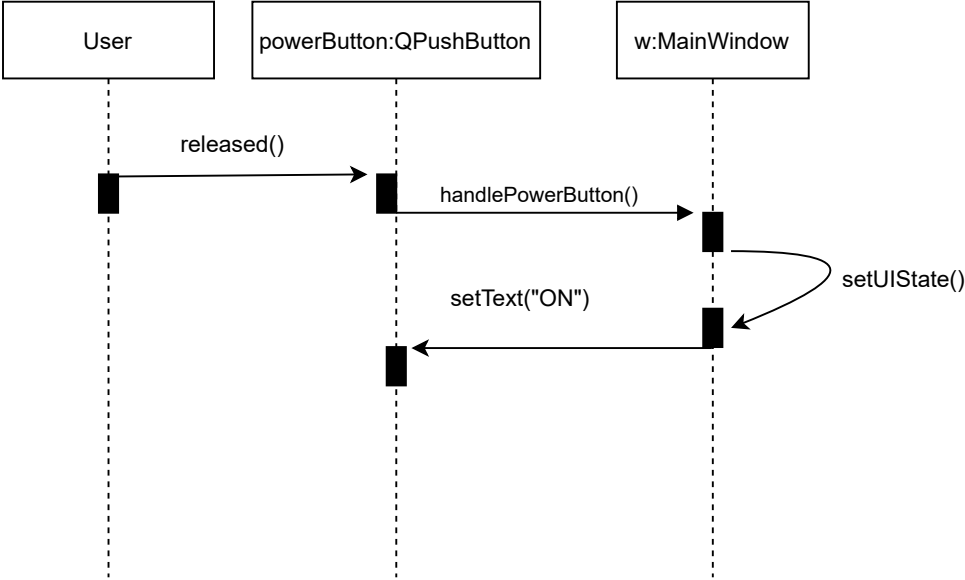 User
powerButton:QPushButton
w:MainWindow
released()
handlePowerButton()
setUIState()
setText("ON")